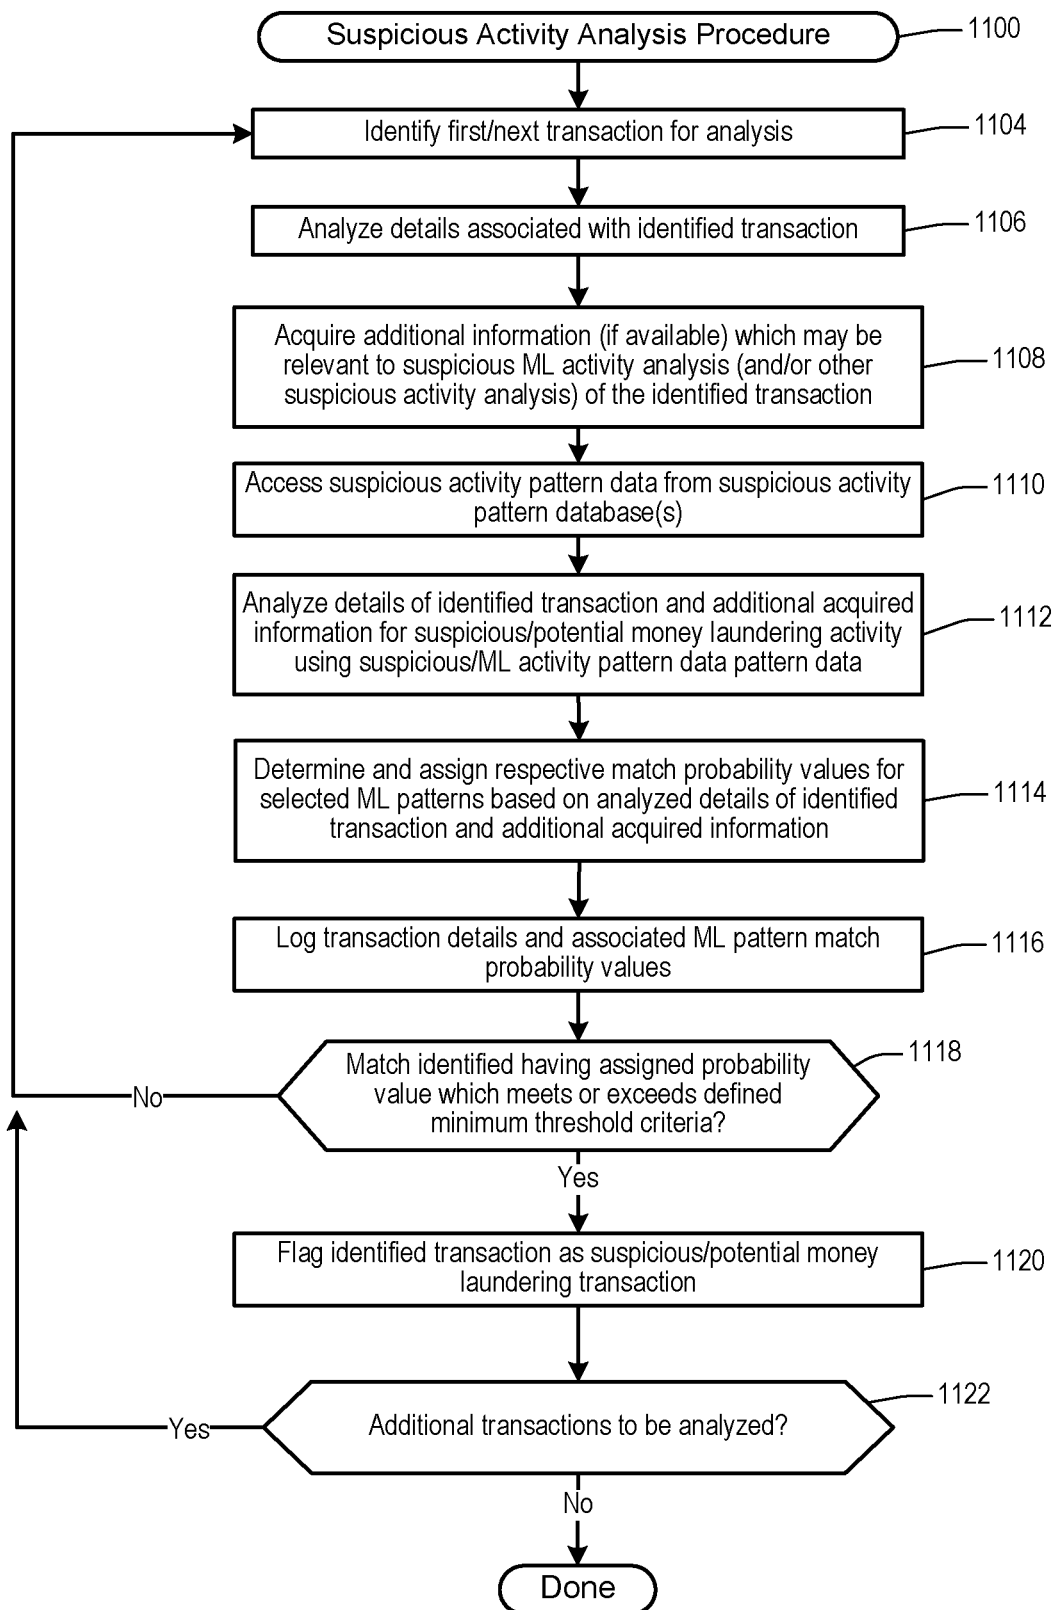 Suspicious Activity Analysis Procedure
1100
Identify first/next transaction for analysis
1104
Analyze details associated with identified transaction
1106
Acquire additional information (if available) which may be
relevant to suspicious ML activity analysis (and/or other
suspicious activity analysis) of the identified transaction
1108
Access suspicious activity pattern data from suspicious activity
pattern database(s)
1110
Analyze details of identified transaction and additional acquired
information for suspicious/potential money laundering activity
using suspicious/ML activity pattern data pattern data
1112
Determine and assign respective match probability values for
selected ML patterns based on analyzed details of identified
transaction and additional acquired information
1114
Log transaction details and associated ML pattern match
probability values
1116
Match identified having assigned probability
value which meets or exceeds defined
minimum threshold criteria?
1118
No
Yes
Flag identified transaction as suspicious/potential money
laundering transaction
1120
Additional transactions to be analyzed?
1122
Yes
No
Done